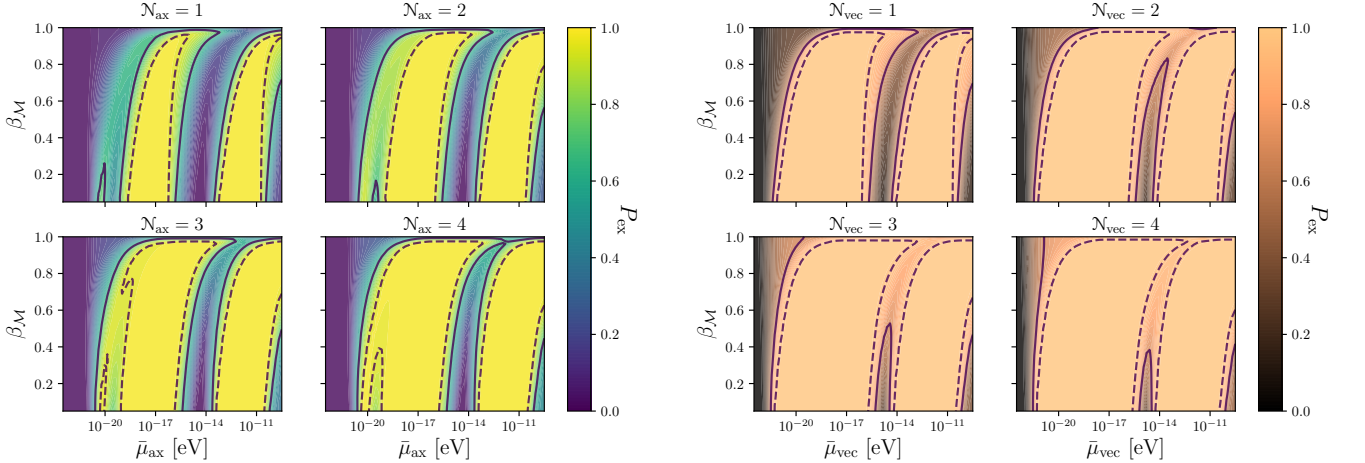 𝒩ax = 1
𝒩ax = 2
𝒩vec = 1
𝒩vec = 2
β𝓜
1.0
0.8
0.6
0.4
0.2
β𝓜
1.0
0.8
0.6
0.4
0.2
𝒩ax = 3
𝒩ax = 4
𝒩vec = 3
𝒩vec = 4
β𝓜
1.0
0.8
0.6
0.4
0.2
β𝓜
1.0
0.8
0.6
0.4
0.2
10⁻²⁰ 10⁻¹⁷ 10⁻¹⁴ 10⁻¹¹
10⁻²⁰ 10⁻¹⁷ 10⁻¹⁴ 10⁻¹¹
10⁻²⁰ 10⁻¹⁷ 10⁻¹⁴ 10⁻¹¹
10⁻²⁰ 10⁻¹⁷ 10⁻¹⁴ 10⁻¹¹
μ̄ax [eV]
μ̄ax [eV]
μ̄vec [eV]
μ̄vec [eV]
1.0
0.8
0.6
0.4
0.2
0.0
Pex
1.0
0.8
0.6
0.4
0.2
0.0
Pex